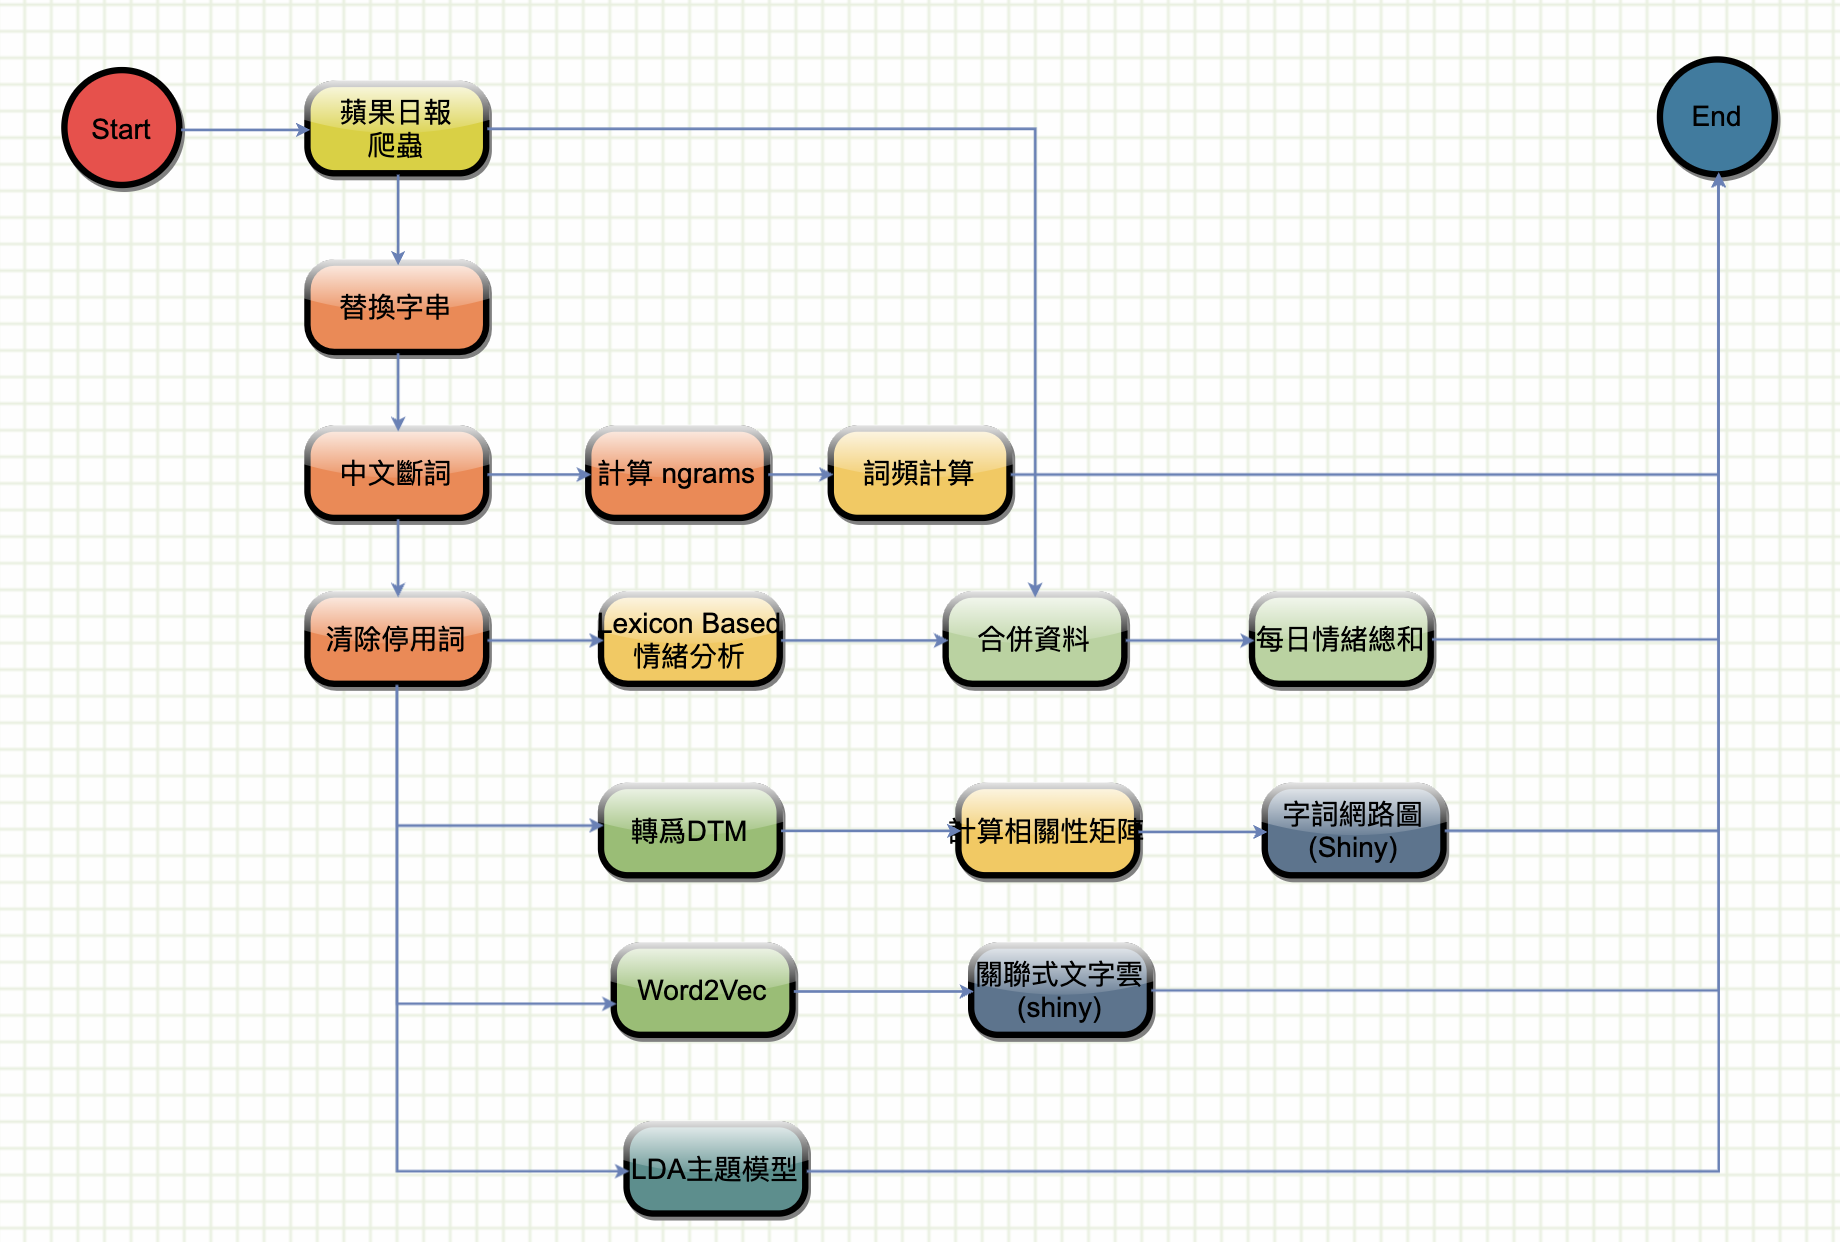 Start
蘋果日報
爬蟲
End
替換字串
中文斷詞
計算 ngrams
詞頻計算
清除停用詞
Lexicon Based
情緒分析
合併資料
每日情緒總和
轉爲DTM
計算相關性矩陣
字詞網路圖
(Shiny)
Word2Vec
關聯式文字雲
(shiny)
LDA主題模型